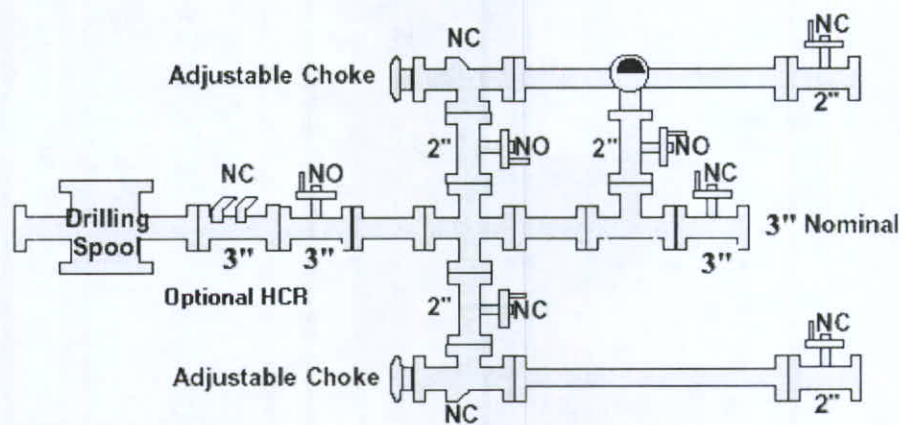 NC
NC
Adjustable Choke
2"
2"
NO
2"
NO
NC
NO
NC
Drilling
Spool
3" Nominal
3"
3"
3"
Optional HCR
2"
NC
NC
Adjustable Choke
2"
NC